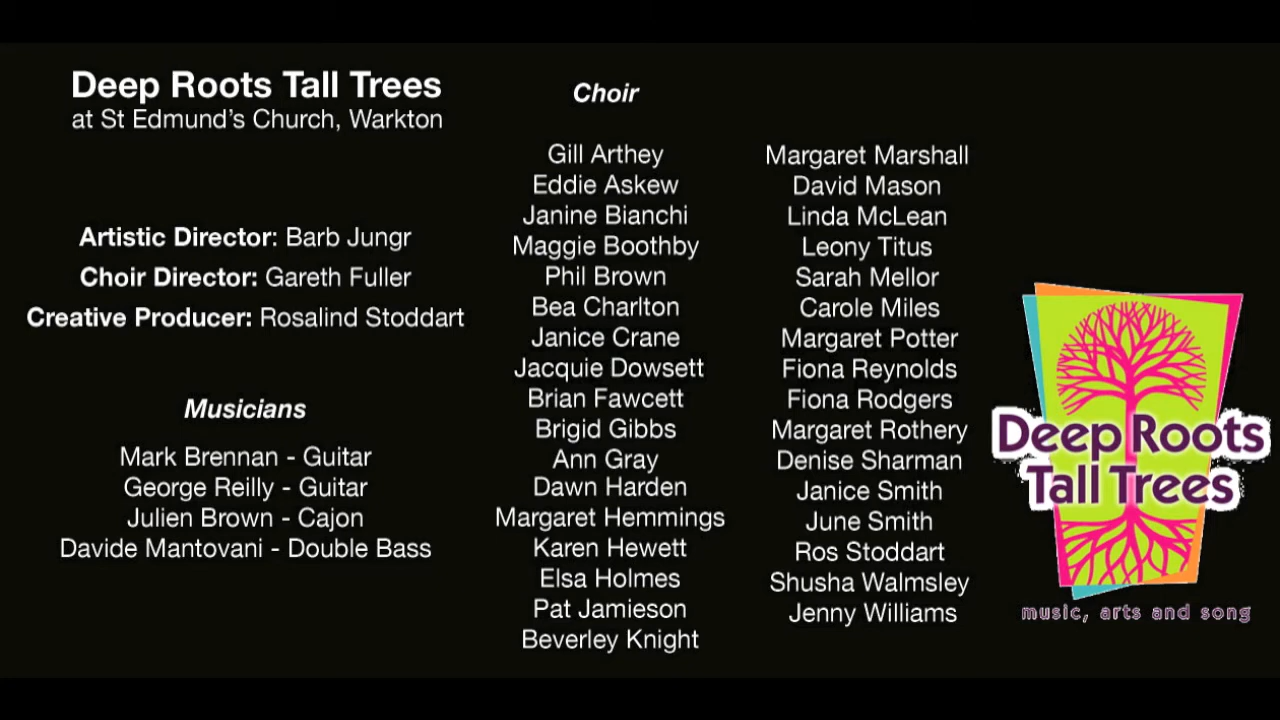 Deep Roots Tall Trees
at St Edmund's Church, Warkton
Artistic Director: Barb Jungr
Choir Director: Gareth Fuller
Creative Producer: Rosalind Stoddart
Musicians
Mark Brennan - Guitar
George Reilly - Guitar
Julien Brown - Cajon
Davide Mantovani - Double Bass
Choir
Gill Arthey
Eddie Askew
Janine Bianchi
Maggie Boothby
Phil Brown
Bea Charlton
Janice Crane
Jacquie Dowsett
Brian Fawcett
Brigid Gibbs
Ann Gray
Dawn Harden
Margaret Hemmings
Karen Hewett
Elsa Holmes
Pat Jamieson
Beverley Knight
Margaret Marshall
David Mason
Linda McLean
Leony Titus
Sarah Mellor
Carole Miles
Margaret Potter
Fiona Reynolds
Fiona Rodgers
Margaret Rothery
Denise Sharman
Janice Smith
June Smith
Ros Stoddart
Shusha Walmsley
Jenny Williams
Deep Roots
Tall Trees
music, arts and song